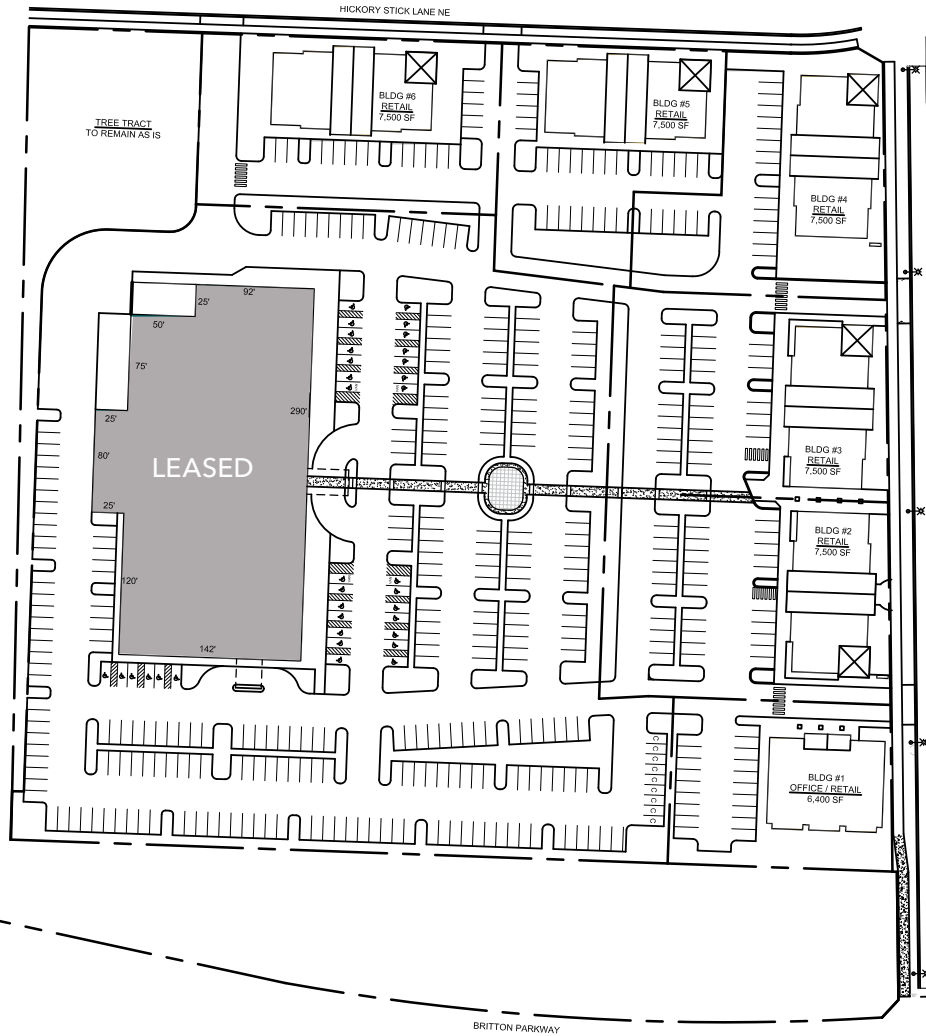 HICKORY STICK LANE NE
TREE TRACT
TO REMAIN AS IS
BLDG #6
RETAIL
7,500 SF
BLDG #5
RETAIL
7,500 SF
BLDG #4
RETAIL
7,500 SF
92'
25'
50'
75'
290'
25'
80'
LEASED
25'
120'
142'
BLDG #3
RETAIL
7,500 SF
BLDG #2
RETAIL
7,500 SF
C
C
C
C
C
C
C
BLDG #1
OFFICE / RETAIL
6,400 SF
BRITTON PARKWAY